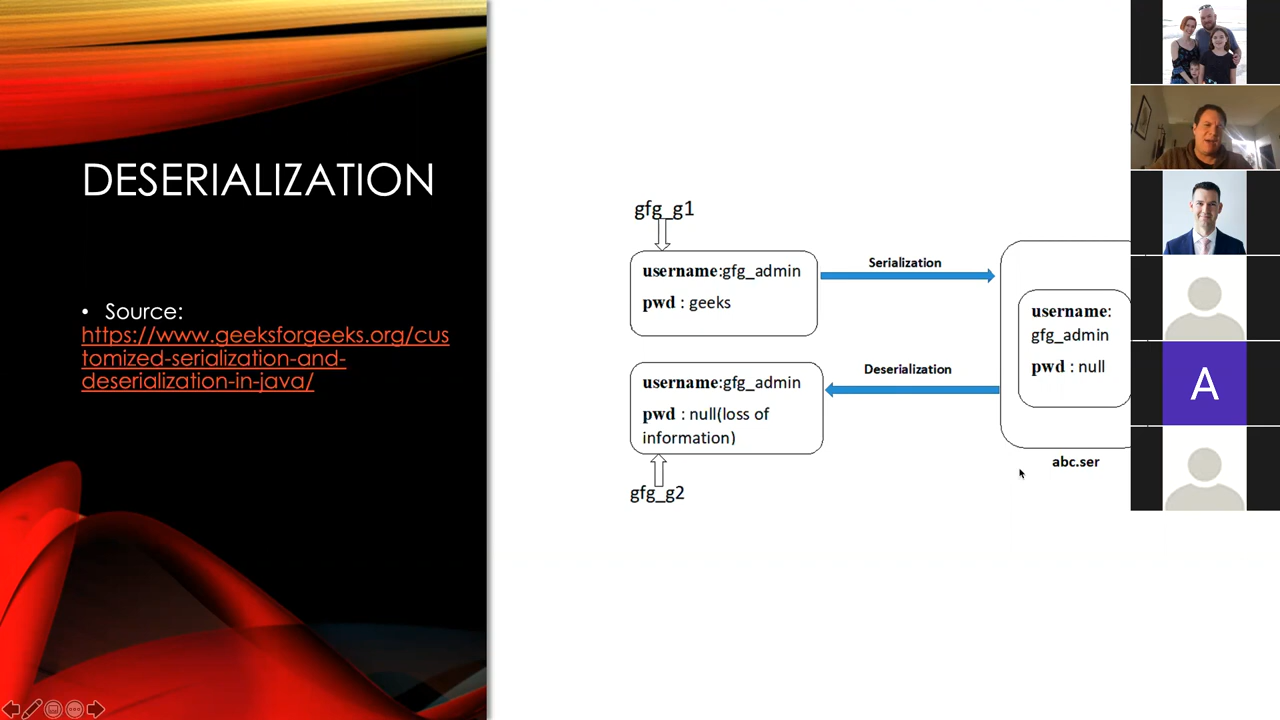 DESERIALIZATION
• Source:
https://www.geeksforgeeks.org/cus
tomized-serialization-and-
deserialization-in-java/
gfg_g1
username:gfg_admin
pwd : geeks
Serialization
username:
gfg_admin
pwd : null
Deserialization
username:gfg_admin
pwd : null(loss of
information)
abc.ser
gfg_g2
A